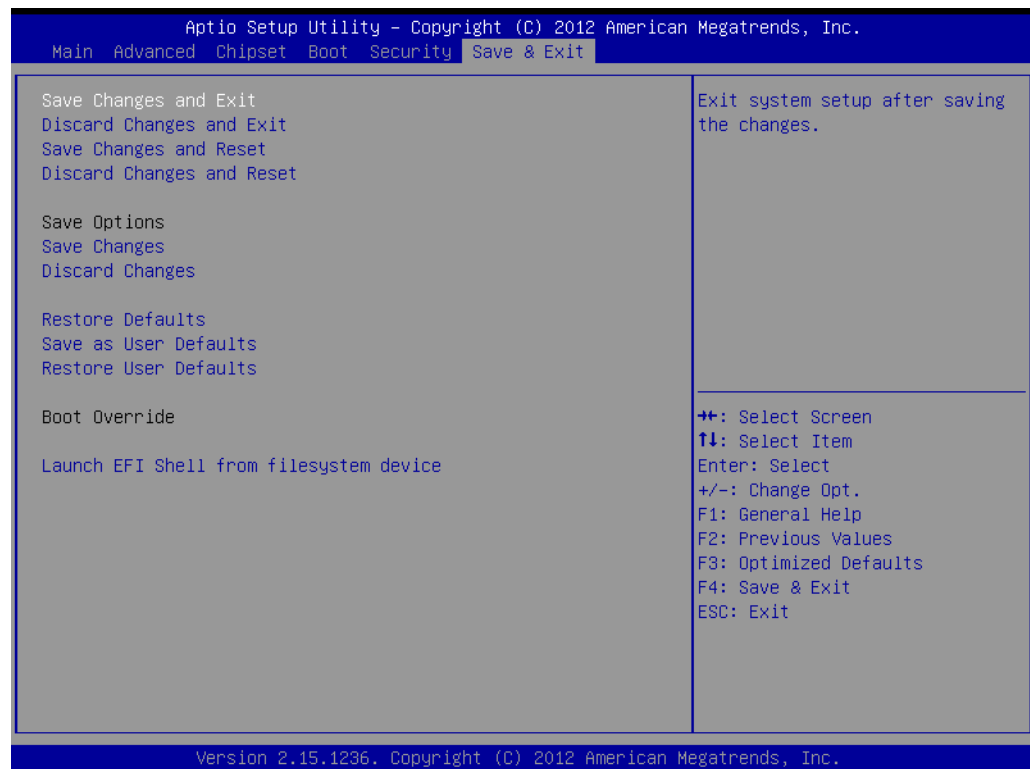 Aptio Setup Utility – Copyright (C) 2012 American Megatrends, Inc.
Main Advanced Chipset Boot Security Save & Exit
Save Changes and Exit
Discard Changes and Exit
Save Changes and Reset
Discard Changes and Reset
Save Options
Save Changes
Discard Changes
Restore Defaults
Save as User Defaults
Restore User Defaults
Boot Override
Launch EFI Shell from filesystem device
Exit system setup after saving
the changes.
→←: Select Screen
↑↓: Select Item
Enter: Select
+/-: Change Opt.
F1: General Help
F2: Previous Values
F3: Optimized Defaults
F4: Save & Exit
ESC: Exit
Version 2.15.1236. Copyright (C) 2012 American Megatrends, Inc.